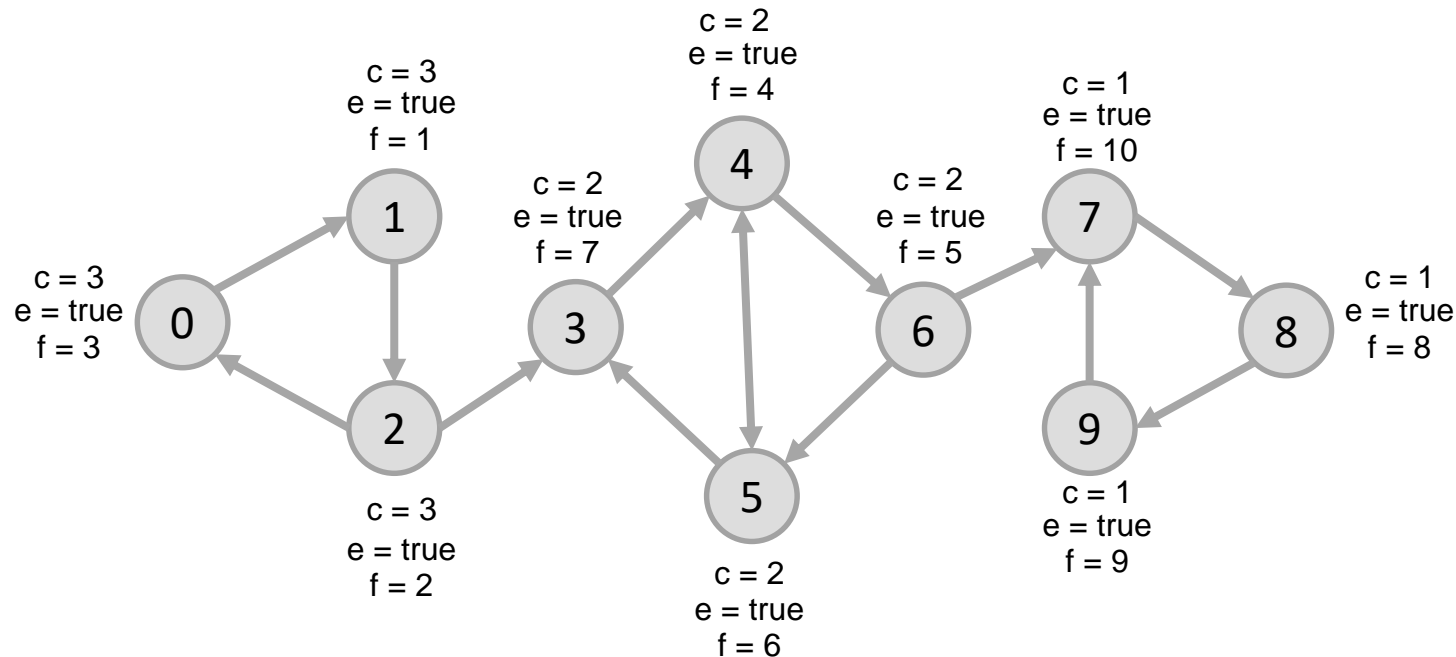 c = 3
e = true
f = 3
0
c = 3
e = true
f = 1
1
2
c = 3
e = true
f = 2
c = 2
e = true
f = 7
3
c = 2
e = true
f = 4
4
5
c = 2
e = true
f = 6
c = 2
e = true
f = 5
6
c = 1
e = true
f = 10
7
8
c = 1
e = true
f = 8
9
c = 1
e = true
f = 9